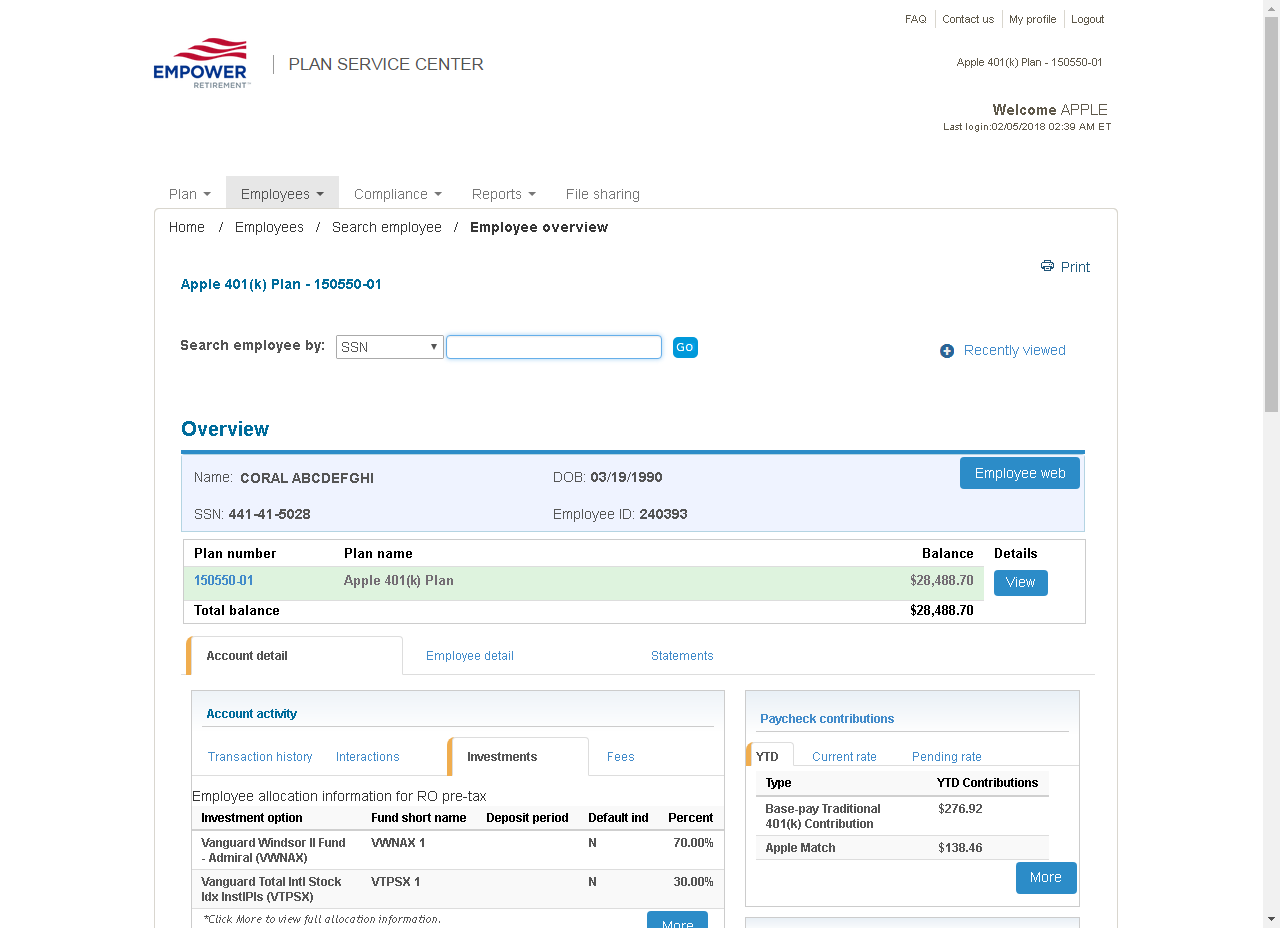 FAQ Contact us My profile Logout
EMPOWER
RETIREMENT™
PLAN SERVICE CENTER
Apple 401(k) Plan - 150550-01
Welcome APPLE
Last login:02/05/2018 02:39 AM ET
Plan Employees Compliance Reports File sharing
Home / Employees / Search employee / Employee overview
Print
Apple 401(k) Plan - 150550-01
Search employee by: SSN GO
Recently viewed
Overview
Name: CORAL ABCDEFGHI DOB: 03/19/1990 Employee web
SSN: 441-41-5028 Employee ID: 240393
Plan number Plan name Balance Details
150550-01 Apple 401(k) Plan $28,488.70 View
Total balance $28,488.70
Account detail Employee detail Statements
Account activity
Transaction history Interactions Investments Fees
Employee allocation information for RO pre-tax
Investment option Fund short name Deposit period Default ind Percent
Vanguard Windsor II Fund VWNAX 1 N 70.00%
- Admiral (VWNAX)
Vanguard Total Intl Stock VTPSX 1 N 30.00%
Idx InstlPls (VTPSX)
*Click More to view full allocation information.
More
Paycheck contributions
YTD Current rate Pending rate
Type YTD Contributions
Base-pay Traditional $276.92
401(k) Contribution
Apple Match $138.46
More